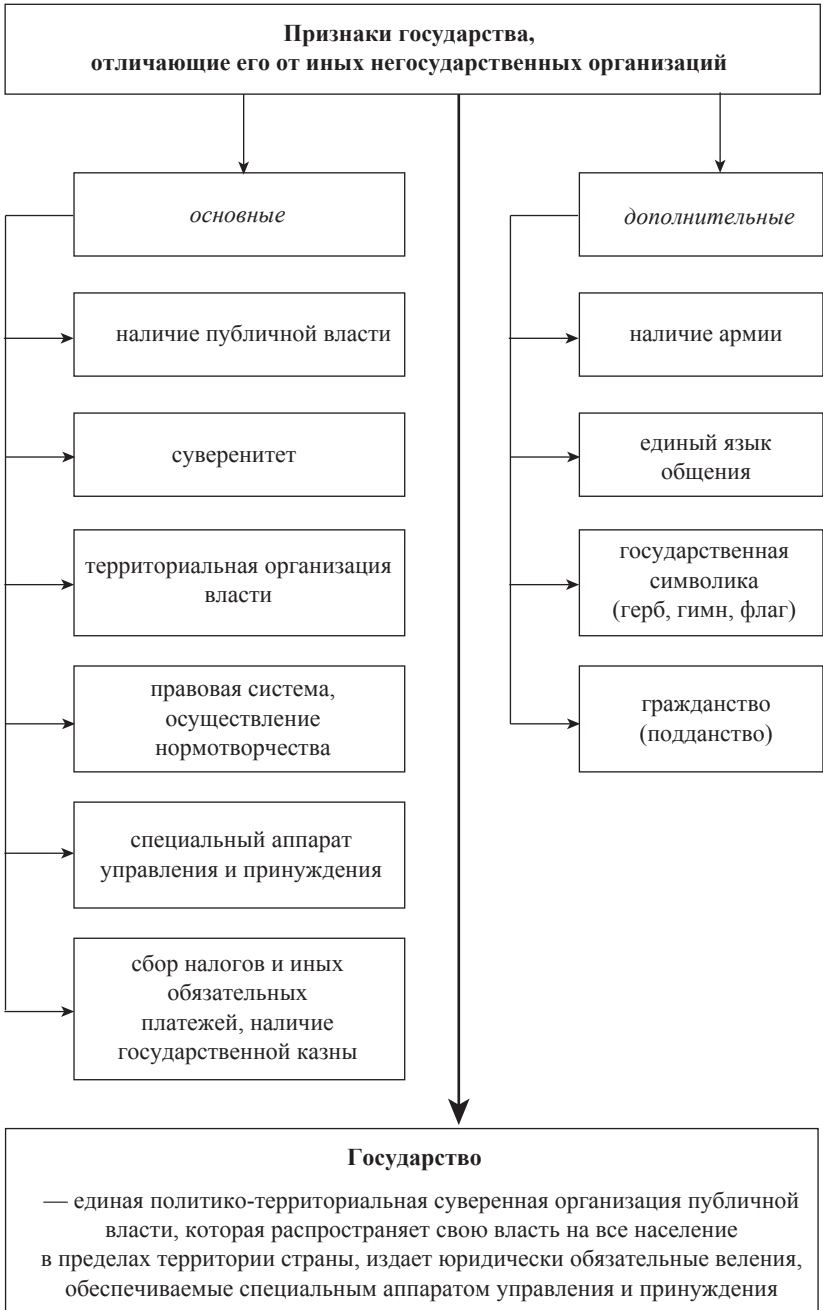 Признаки государства,
отличающие его от иных негосударственных организаций
основные
наличие публичной власти
суверенитет
территориальная организация
власти
правовая система,
осуществление
нормотворчества
специальный аппарат
управления и принуждения
сбор налогов и иных
обязательных
платежей, наличие
государственной казны
дополнительные
наличие армии
единый язык
общения
государственная
символика
(герб, гимн, флаг)
гражданство
(подданство)
Государство
— единая политико-территориальная суверенная организация публичной
власти, которая распространяет свою власть на все население
в пределах территории страны, издает юридически обязательные веления,
обеспечиваемые специальным аппаратом управления и принуждения